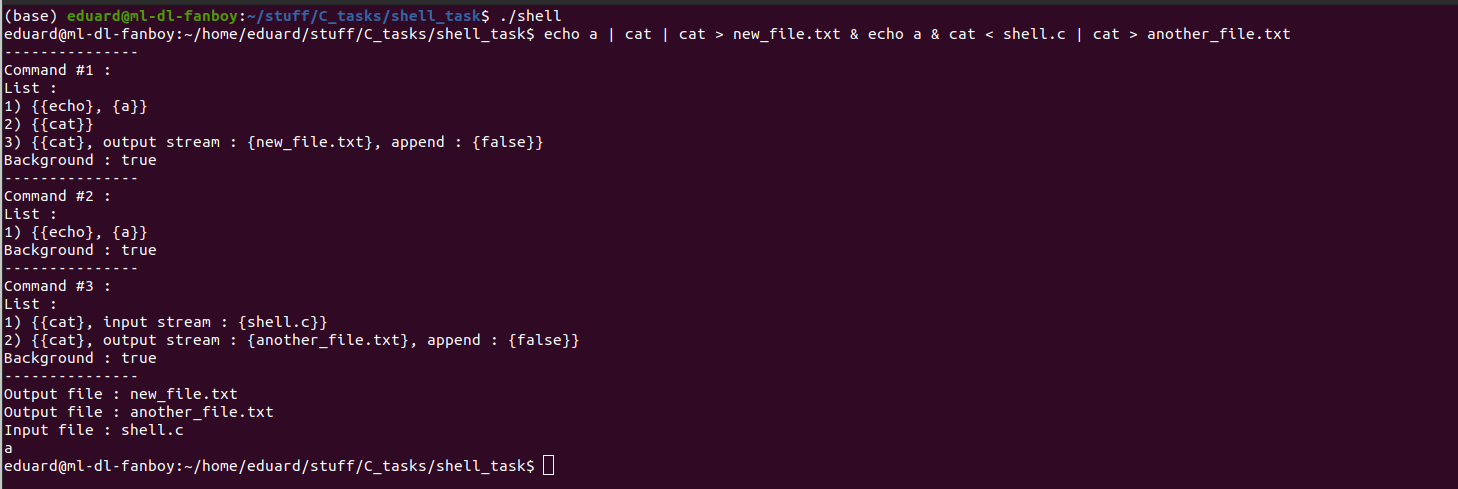 (base) eduard@ml-dl-fanboy:~/stuff/C_tasks/shell_task$ ./shell
eduard@ml-dl-fanboy:~/home/eduard/stuff/C_tasks/shell_task$ echo a | cat | cat > new_file.txt & echo a & cat < shell.c | cat > another_file.txt
---------------
Command #1 :
List :
1) {{echo}, {a}}
2) {{cat}}
3) {{cat}, output stream : {new_file.txt}, append : {false}}
Background : true
---------------
Command #2 :
List :
1) {{echo}, {a}}
Background : true
---------------
Command #3 :
List :
1) {{cat}, input stream : {shell.c}}
2) {{cat}, output stream : {another_file.txt}, append : {false}}
Background : true
---------------
Output file : new_file.txt
Output file : another_file.txt
Input file : shell.c
a
eduard@ml-dl-fanboy:~/home/eduard/stuff/C_tasks/shell_task$